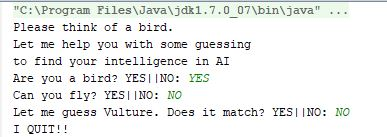 "C:\Program Files\Java\jdk1.7.0_07\bin\java" ...
Please think of a bird.
Let me help you with some guessing
to find your intelligence in AI
Are you a bird? YES||NO: YES
Can you fly? YES||NO: NO
Let me guess Vulture. Does it match? YES||NO: NO
I QUIT!!